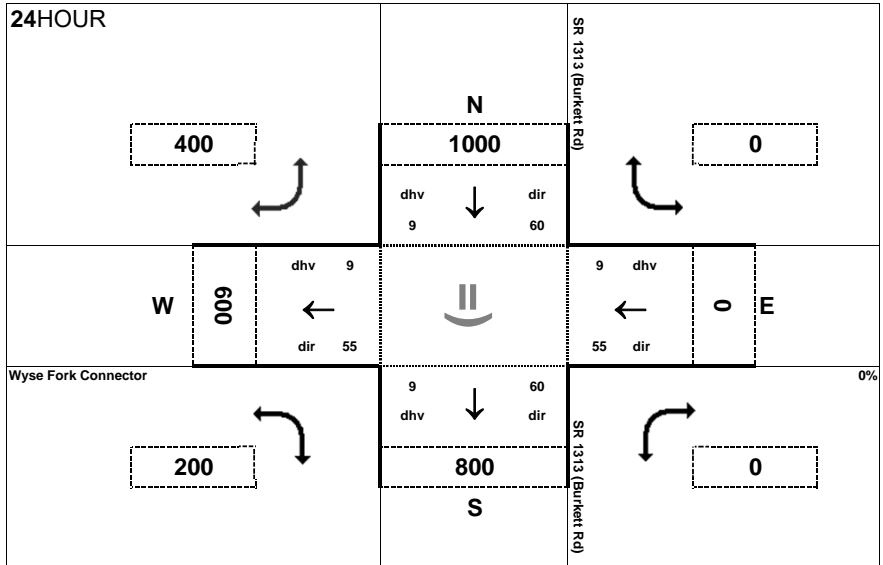 24HOUR
SR 1313 (Burkett Rd)
N
400
1000
0
dhv
dir
9
60
dhv 9
9 dhv
W
600
0
E
dir 55
55 dir
Wyse Fork Connector
0%
9
60
dhv
dir
200
800
SR 1313 (Burkett Rd)
0
S